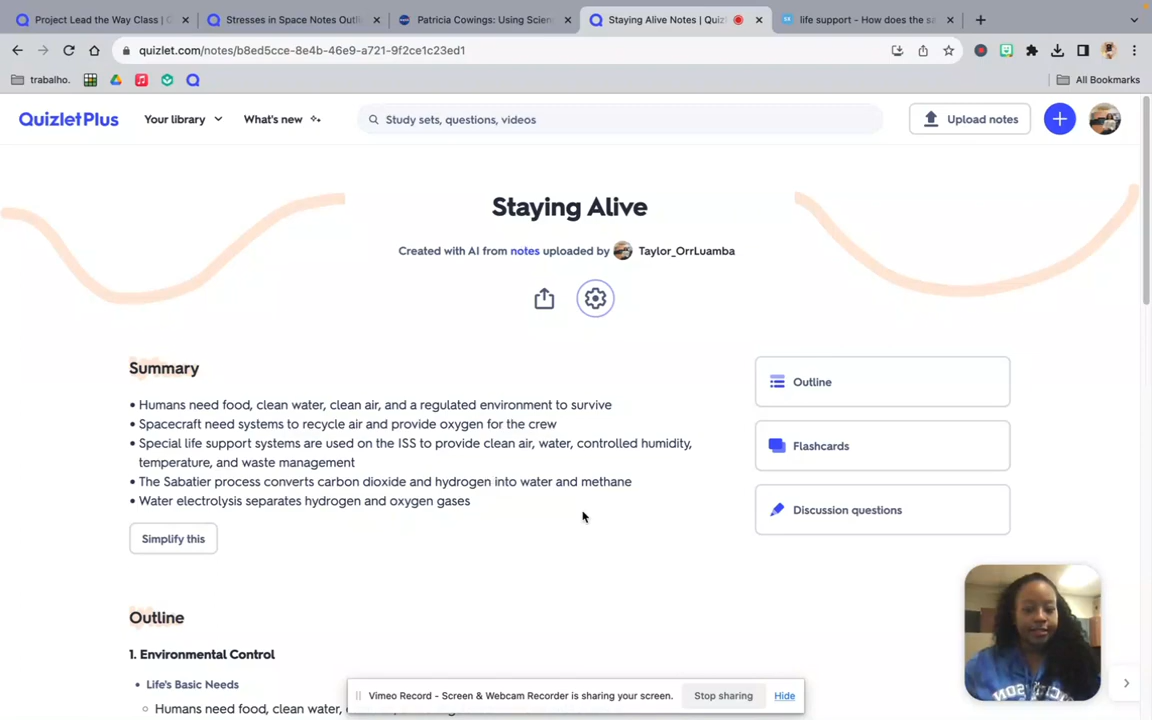 Project Lead the Way Class (
Stresses in Space Notes Outli
Patricia Cowings: Using Scien
Staying Alive Notes | Quiz
life support - How does the sa
quizlet.com/notes/b8ed5cce-8e4b-46e9-a721-9f2ce1c23ed1
trabalho.
All Bookmarks
QuizletPlus
Your library
What's new
Study sets, questions, videos
Upload notes
Staying Alive
Created with AI from notes uploaded by Taylor_OrrLuamba
Summary
• Humans need food, clean water, clean air, and a regulated environment to survive
• Spacecraft need systems to recycle air and provide oxygen for the crew
• Special life support systems are used on the ISS to provide clean air, water, controlled humidity,
temperature, and waste management
• The Sabatier process converts carbon dioxide and hydrogen into water and methane
• Water electrolysis separates hydrogen and oxygen gases
Simplify this
Outline
Flashcards
Discussion questions
Outline
1. Environmental Control
• Life's Basic Needs
Humans need food, clean water,
Vimeo Record - Screen & Webcam Recorder is sharing your screen.
Stop sharing
Hide